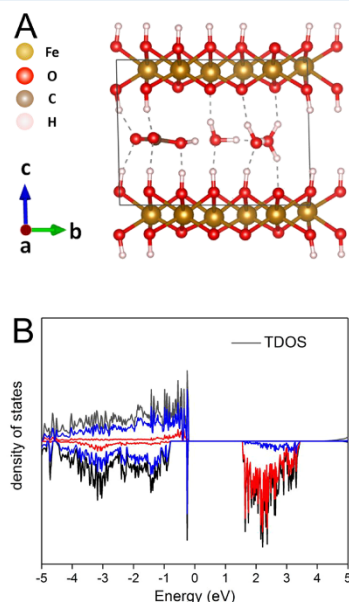 A
Fe
O
C
H
c
a
b
B
TDOS
density of states
-5 -4 -3 -2 -1 0 1 2 3 4 5
Energy (eV)